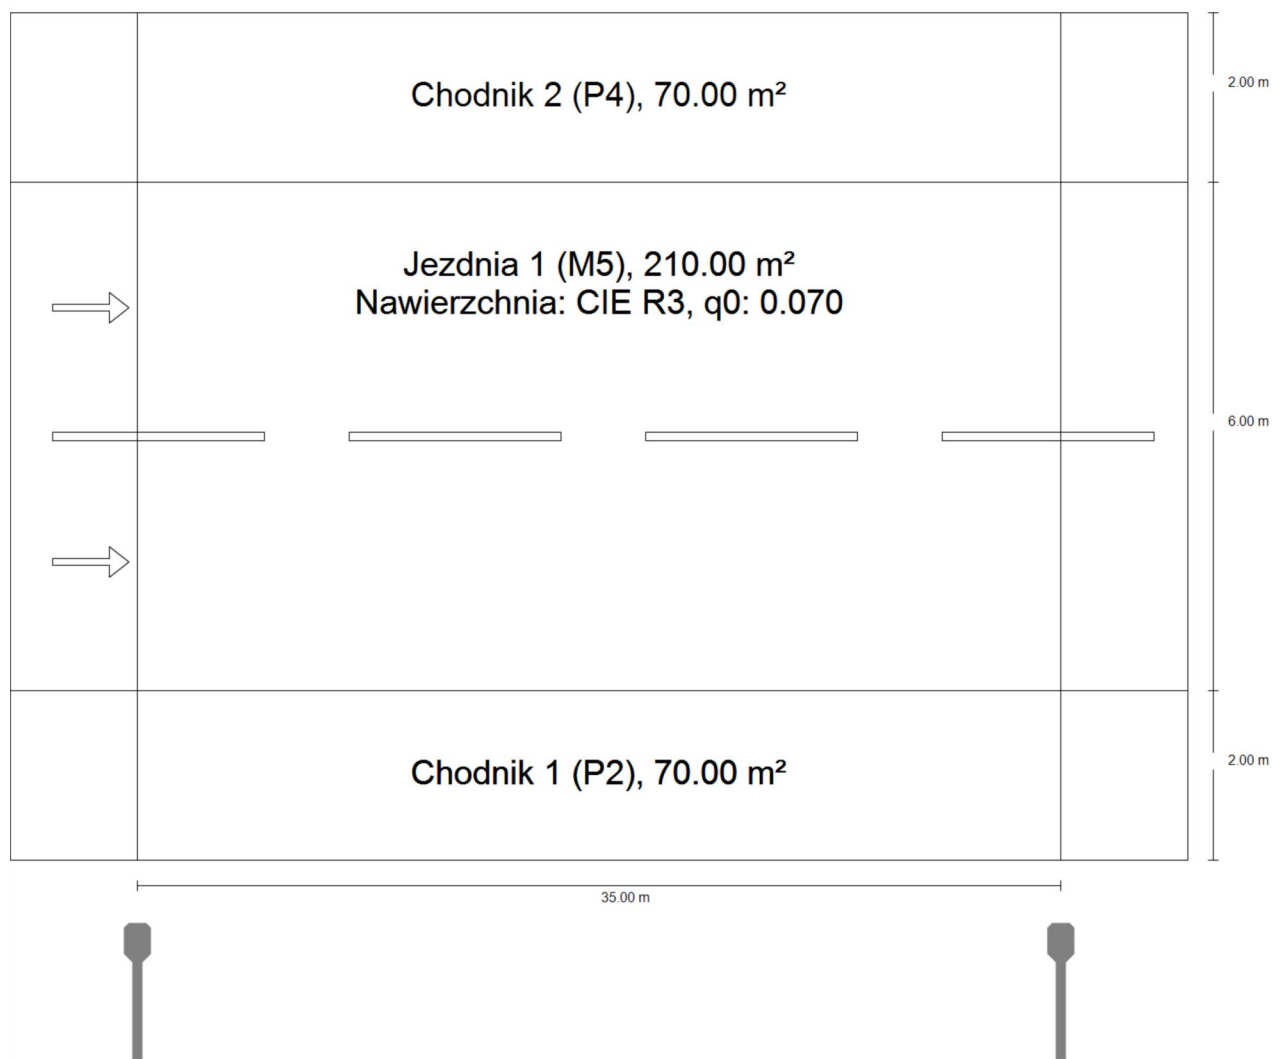 Chodnik 2 (P4), 70.00 m²
2.00 m
Jezdnia 1 (M5), 210.00 m²
Nawierzchnia: CIE R3, q0: 0.070
6.00 m
Chodnik 1 (P2), 70.00 m²
2.00 m
35.00 m